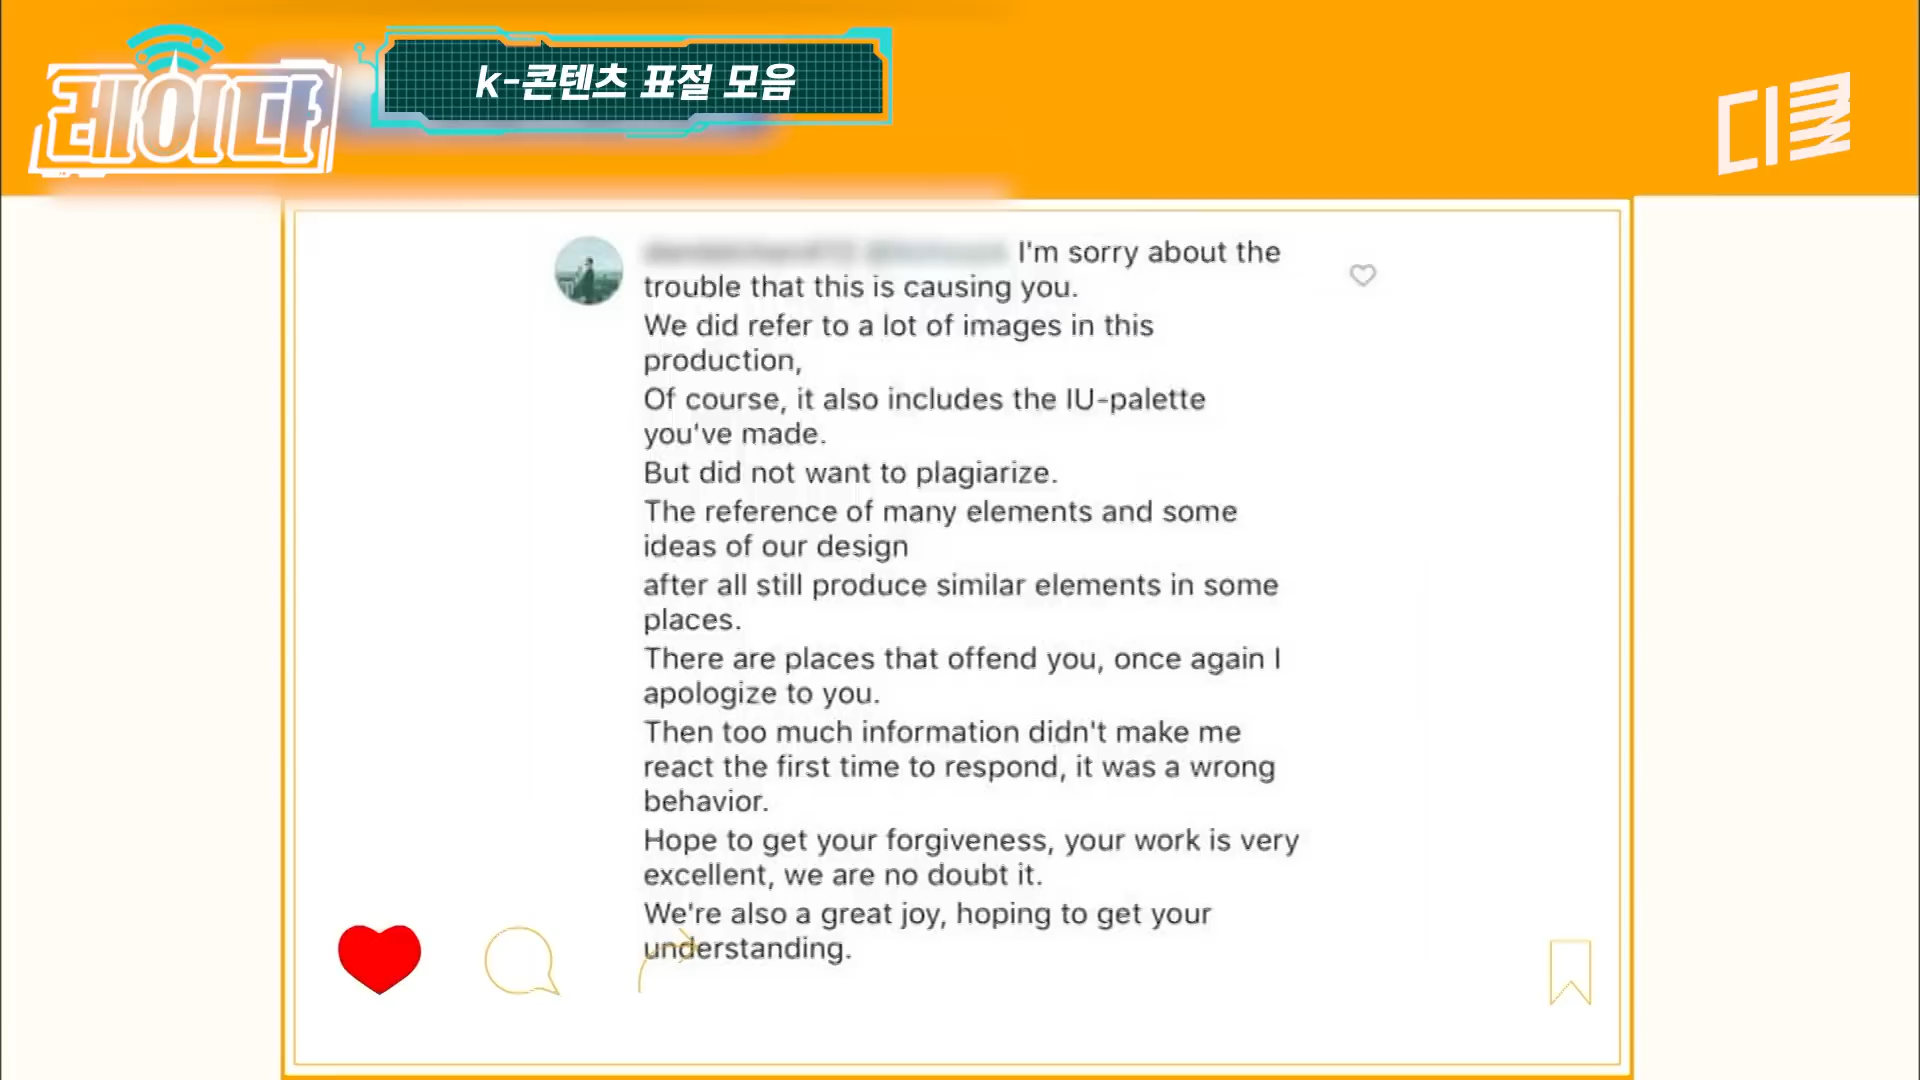 레이다
k-콘텐츠 표절 모음
디클
I'm sorry about the
trouble that this is causing you.
We did refer to a lot of images in this
production,
Of course, it also includes the IU-palette
you've made.
But did not want to plagiarize.
The reference of many elements and some
ideas of our design
after all still produce similar elements in some
places.
There are places that offend you, once again I
apologize to you.
Then too much information didn't make me
react the first time to respond, it was a wrong
behavior.
Hope to get your forgiveness, your work is very
excellent, we are no doubt it.
We're also a great joy, hoping to get your
understanding.